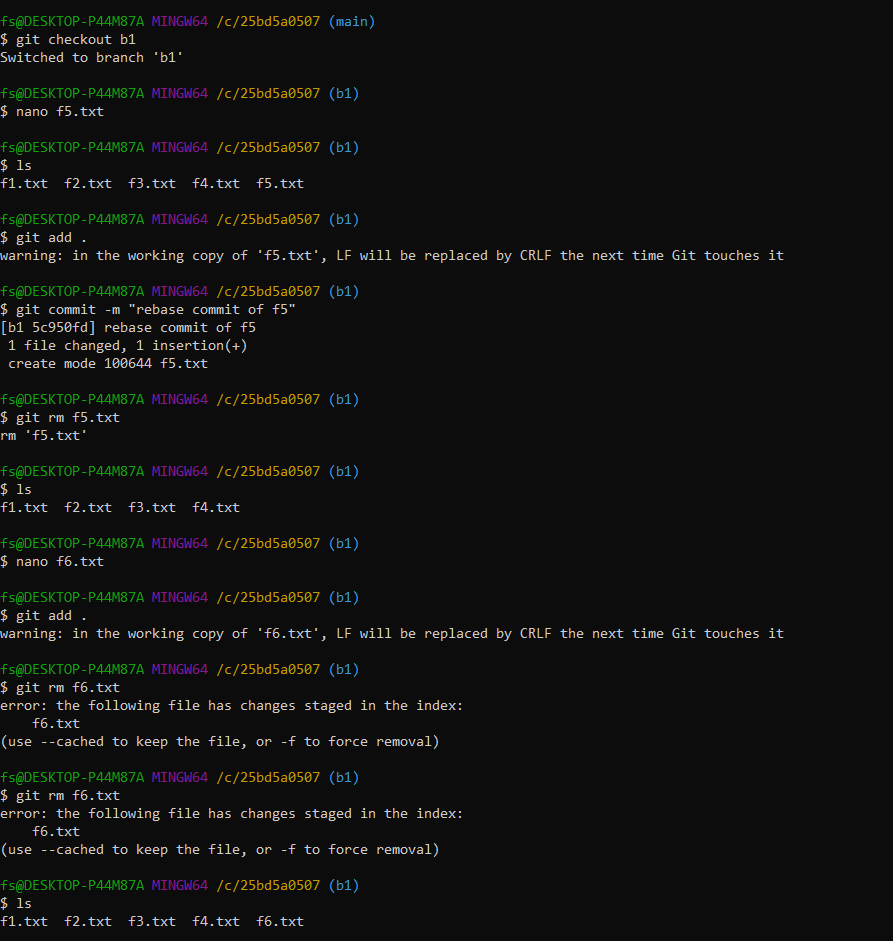 fs@DESKTOP-P44M87A MINGW64 /c/25bd5a0507 (main)
$ git checkout b1
Switched to branch 'b1'
fs@DESKTOP-P44M87A MINGW64 /c/25bd5a0507 (b1)
$ nano f5.txt
fs@DESKTOP-P44M87A MINGW64 /c/25bd5a0507 (b1)
$ ls
f1.txt  f2.txt  f3.txt  f4.txt  f5.txt
fs@DESKTOP-P44M87A MINGW64 /c/25bd5a0507 (b1)
$ git add .
warning: in the working copy of 'f5.txt', LF will be replaced by CRLF the next time Git touches it
fs@DESKTOP-P44M87A MINGW64 /c/25bd5a0507 (b1)
$ git commit -m "rebase commit of f5"
[b1 5c950fd] rebase commit of f5
 1 file changed, 1 insertion(+)
 create mode 100644 f5.txt
fs@DESKTOP-P44M87A MINGW64 /c/25bd5a0507 (b1)
$ git rm f5.txt
rm 'f5.txt'
fs@DESKTOP-P44M87A MINGW64 /c/25bd5a0507 (b1)
$ ls
f1.txt  f2.txt  f3.txt  f4.txt
fs@DESKTOP-P44M87A MINGW64 /c/25bd5a0507 (b1)
$ nano f6.txt
fs@DESKTOP-P44M87A MINGW64 /c/25bd5a0507 (b1)
$ git add .
warning: in the working copy of 'f6.txt', LF will be replaced by CRLF the next time Git touches it
fs@DESKTOP-P44M87A MINGW64 /c/25bd5a0507 (b1)
$ git rm f6.txt
error: the following file has changes staged in the index:
    f6.txt
(use --cached to keep the file, or -f to force removal)
fs@DESKTOP-P44M87A MINGW64 /c/25bd5a0507 (b1)
$ git rm f6.txt
error: the following file has changes staged in the index:
    f6.txt
(use --cached to keep the file, or -f to force removal)
fs@DESKTOP-P44M87A MINGW64 /c/25bd5a0507 (b1)
$ ls
f1.txt  f2.txt  f3.txt  f4.txt  f6.txt